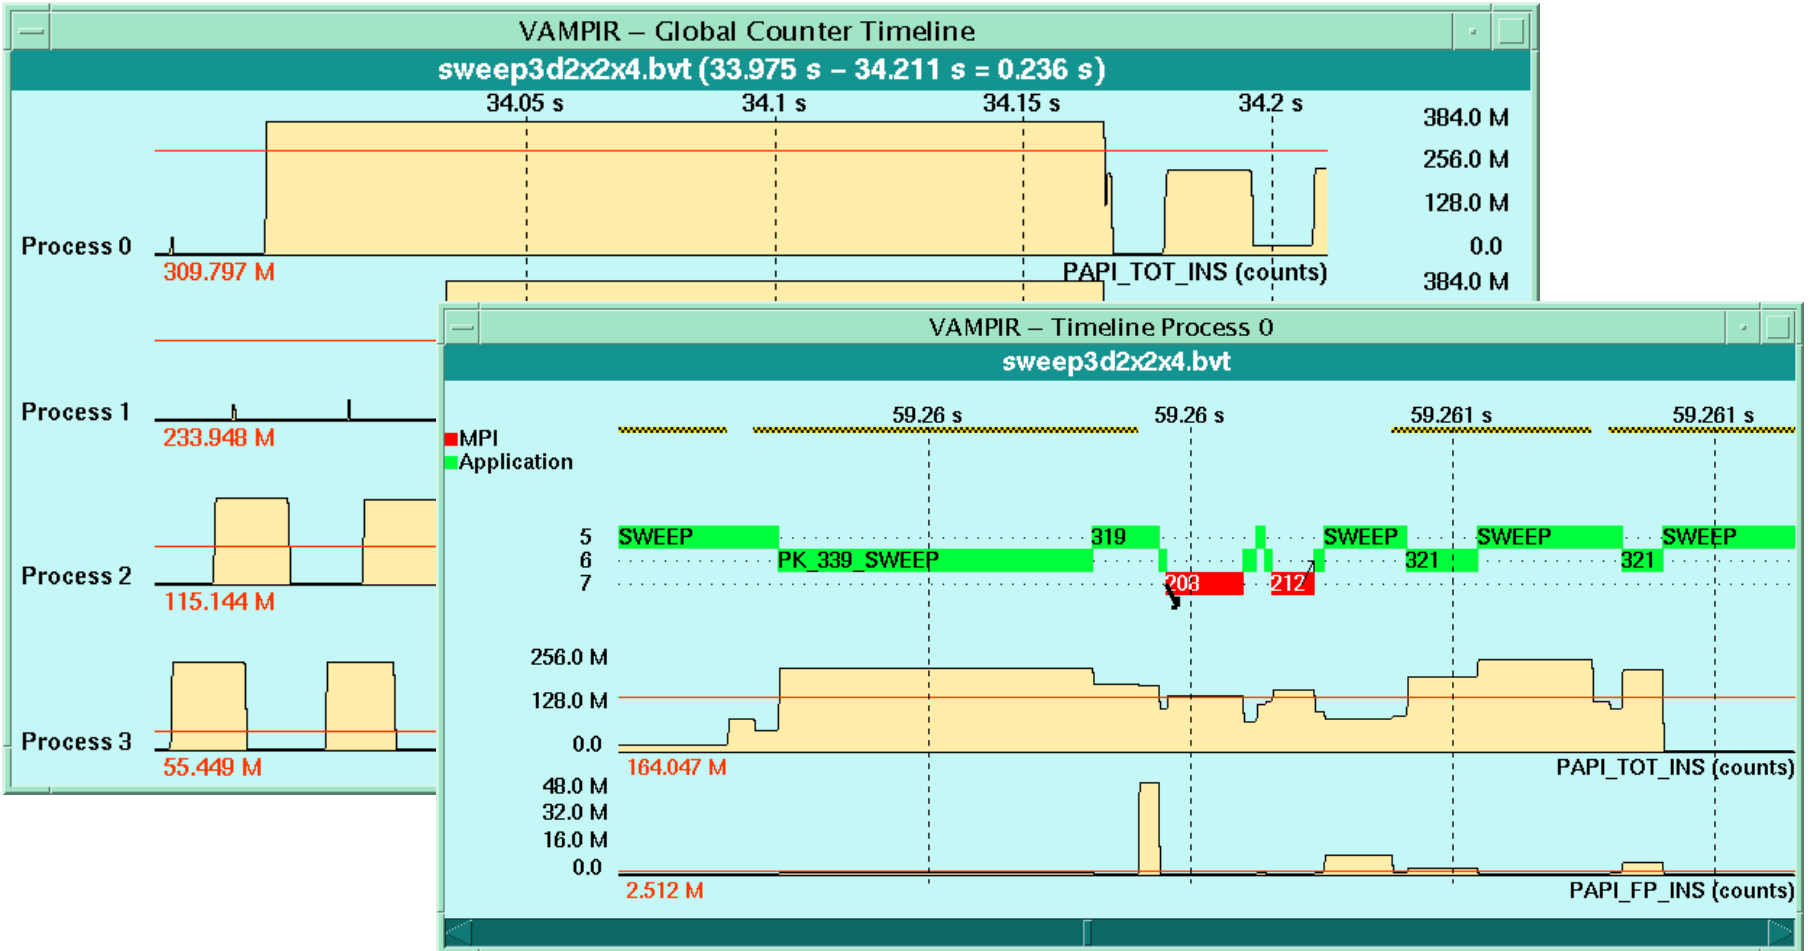 VAMPIR – Global Counter Timeline
sweep3d2x2x4.bvt (33.975 s – 34.211 s = 0.236 s)
34.05 s 34.1 s 34.15 s 34.2 s
384.0 M
256.0 M
128.0 M
Process 0 0.0
309.797 M PAPI_TOT_INS (counts)
384.0 M
Process 1
233.948 M
Process 2
115.144 M
Process 3
55.449 M
VAMPIR – Timeline Process 0
sweep3d2x2x4.bvt
59.26 s 59.26 s 59.261 s 59.261 s
MPI
Application
5 SWEEP 319 SWEEP SWEEP SWEEP
6 PK_339_SWEEP 321 321
7 203 212
256.0 M
128.0 M
0.0
164.047 M PAPI_TOT_INS (counts)
48.0 M
32.0 M
16.0 M
0.0
2.512 M PAPI_FP_INS (counts)